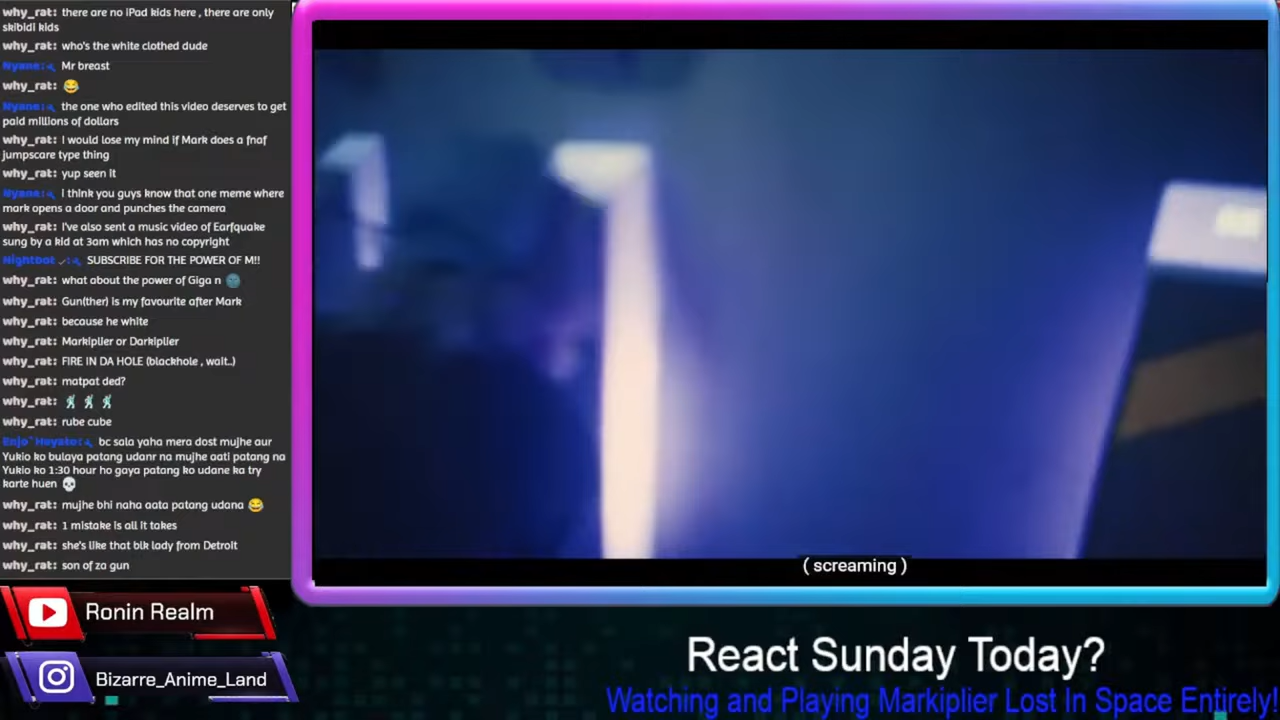 why_rat: there are no iPad kids here , there are only
skibidi kids
why_rat: who's the white clothed dude
Nyane: Mr breast
why_rat: 😂
Nyane: the one who edited this video deserves to get
paid millions of dollars
why_rat: I would lose my mind if Mark does a fnaf
jumpscare type thing
why_rat: yup seen it
Nyane: I think you guys know that one meme where
mark opens a door and punches the camera
why_rat: I've also sent a music video of Earfquake
sung by a kid at 3am which has no copyright
Nightbot: SUBSCRIBE FOR THE POWER OF M!!
why_rat: what about the power of Giga n 🌚
why_rat: Gun(ther) is my favourite after Mark
why_rat: because he white
why_rat: Markiplier or Darkiplier
why_rat: FIRE IN DA HOLE (blackhole , wait..)
why_rat: matpat ded?
why_rat:
why_rat: rube cube
Enjo`Hayato: bc sala yaha mera dost mujhe aur
Yukio ko bulaya patang udanr na mujhe aati patang na
Yukio ko 1:30 hour ho gaya patang ko udane ka try
karte huen 💀
why_rat: mujhe bhi naha aata patang udana 😂
why_rat: 1 mistake is all it takes
why_rat: she's like that blk lady from Detroit
why_rat: son of za gun
( screaming )
Ronin Realm
Bizarre_Anime_Land
React Sunday Today?
Watching and Playing Markiplier Lost In Space Entirely!